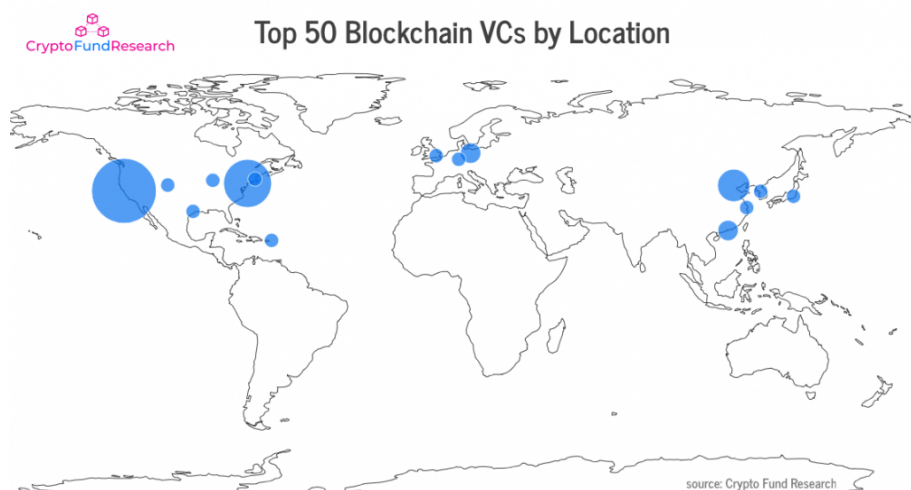 Top 50 Blockchain VCs by Location
CryptoFundResearch
source: Crypto Fund Research